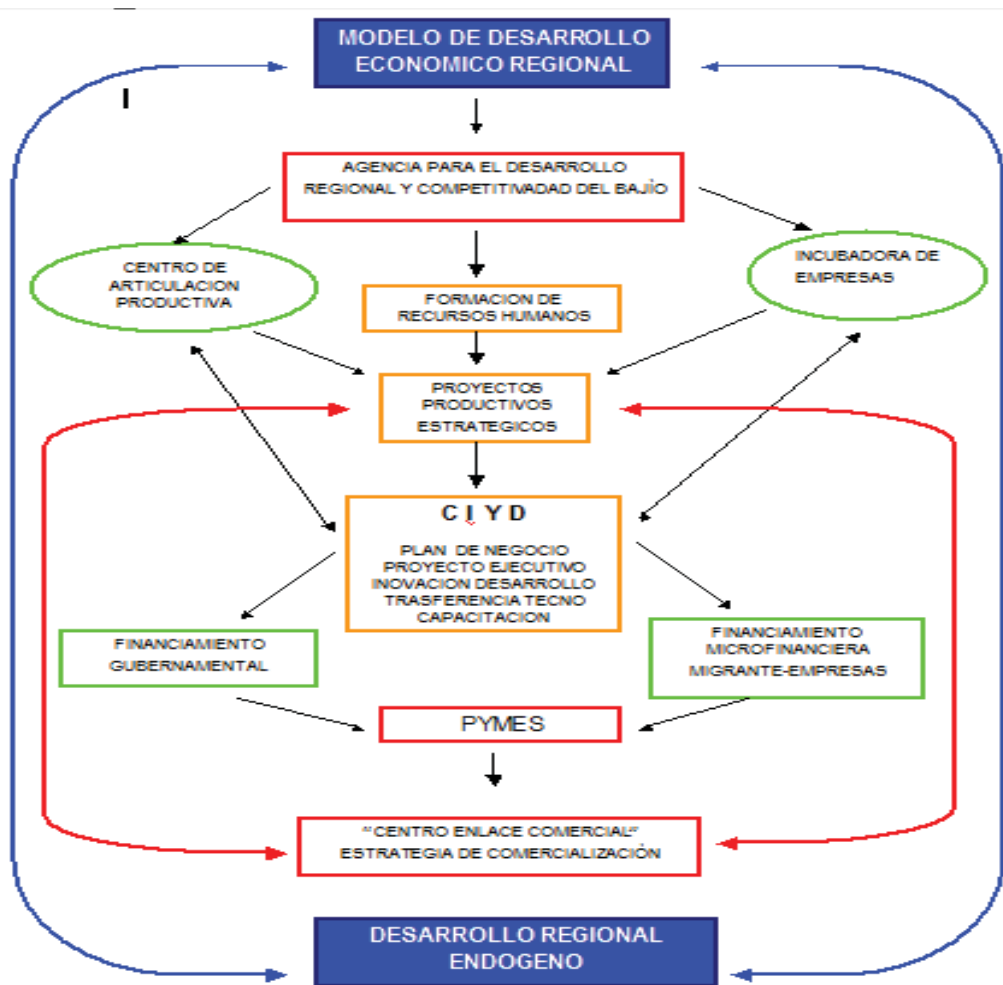 MODELO DE DESARROLLO
ECONOMICO REGIONAL
I
AGENCIA PARA EL DESARROLLO
REGIONAL Y COMPETITIVADAD DEL BAJÍO
CENTRO DE
ARTICULACION
PRODUCTIVA
INCUBADORA DE
EMPRESAS
FORMACION DE
RECURSOS HUMANOS
PROYECTOS
PRODUCTIVOS
ESTRATEGICOS
C I Y D
PLAN DE NEGOCIO
PROYECTO EJECUTIVO
INOVACION DESARROLLO
TRASFERENCIA TECNO
CAPACITACION
FINANCIAMIENTO
GUBERNAMENTAL
FINANCIAMIENTO
MICROFINANCIERA
MIGRANTE-EMPRESAS
PYMES
“CENTRO ENLACE COMERCIAL”
ESTRATEGIA DE COMERCIALIZACIÓN
DESARROLLO REGIONAL
ENDOGENO